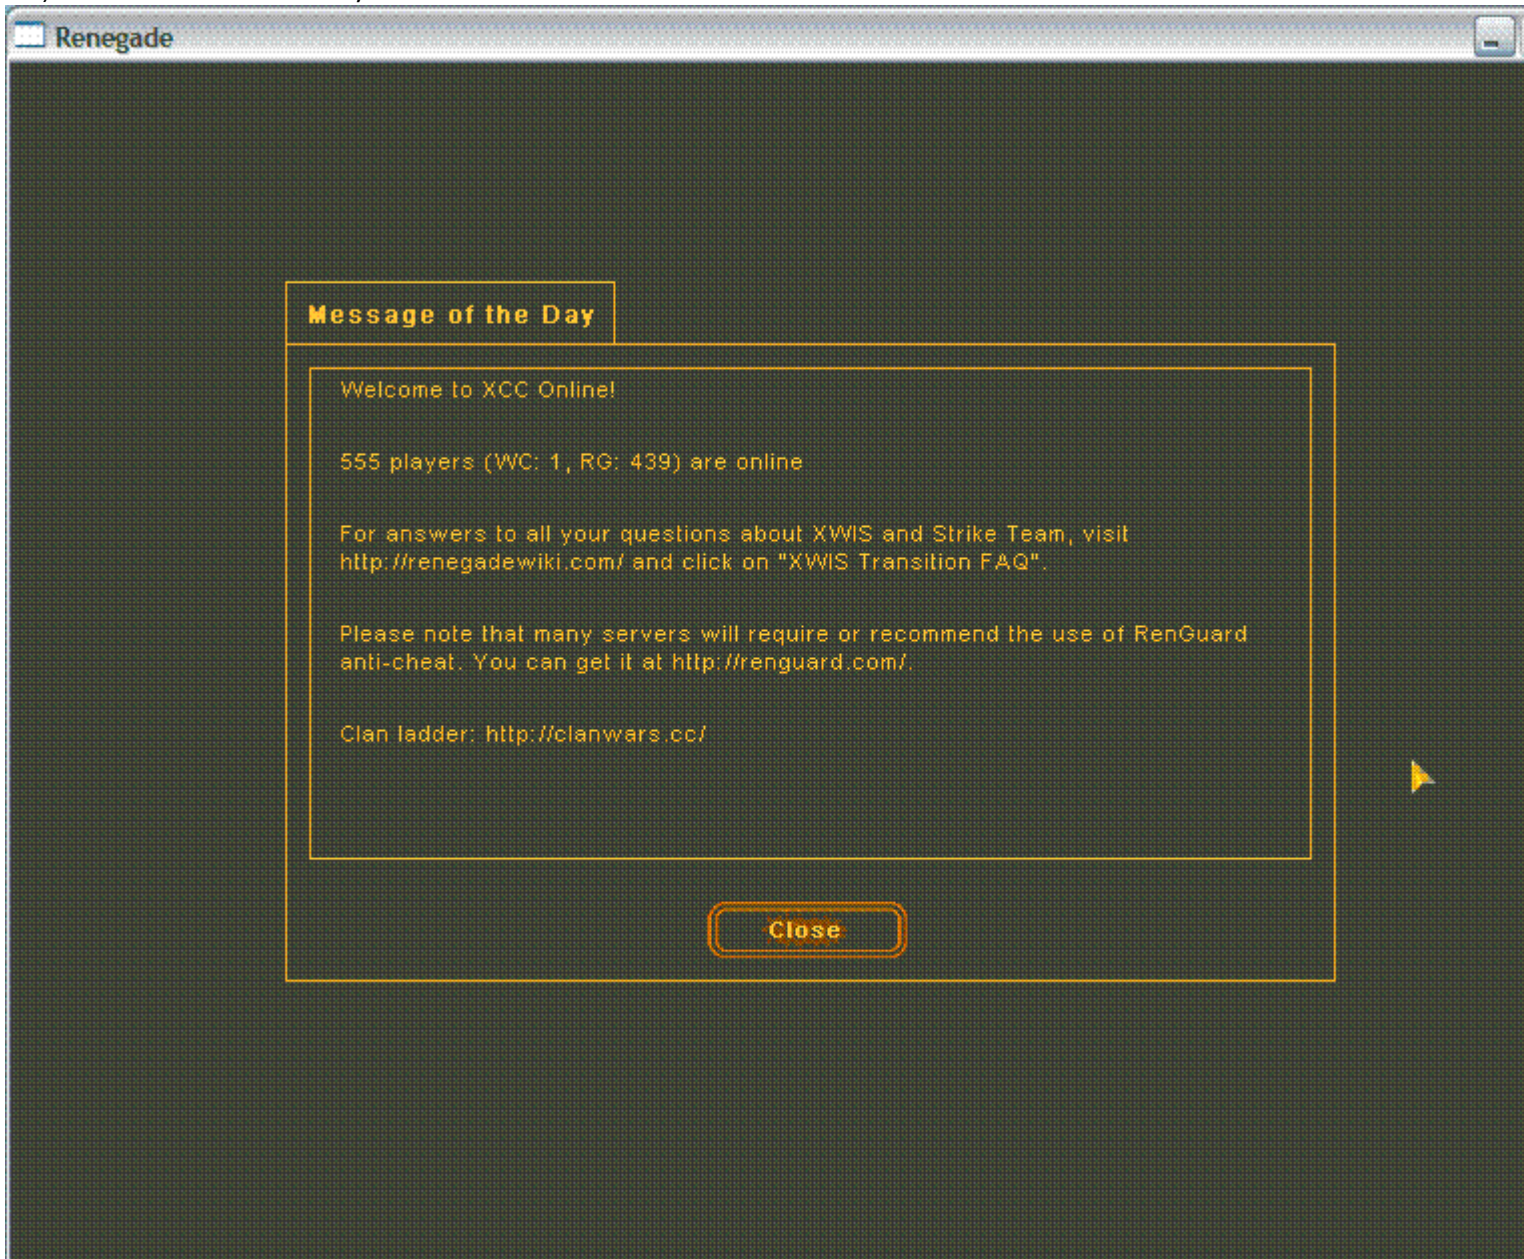 Renegade
Message of the Day
Welcome to XCC Online!
555 players (WC: 1, RG: 439) are online
For answers to all your questions about XWIS and Strike Team, visit
http://renegadewiki.com/ and click on "XWIS Transition FAQ".
Please note that many servers will require or recommend the use of RenGuard
anti-cheat. You can get it at http://renguard.com/.
Clan ladder: http://clanwars.cc/
Close